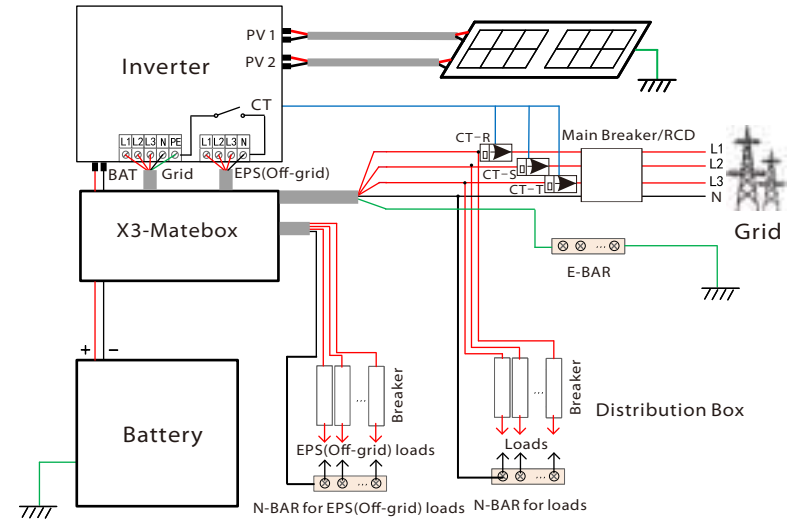 PV 1
PV 2
Inverter
CT
L1 L2 L3 N PE
L1 L2 L3 N
BAT
Grid
EPS(Off-grid)
CT-R
CT-S
CT-T
Main Breaker/RCD
L1
L2
L3
N
Grid
X3-Matebox
... 
E-BAR
+ −
Battery
...
Breaker
EPS(Off-grid) loads
...
N-BAR for EPS(Off-grid) loads
...
Breaker
Distribution Box
Loads
...
N-BAR for loads